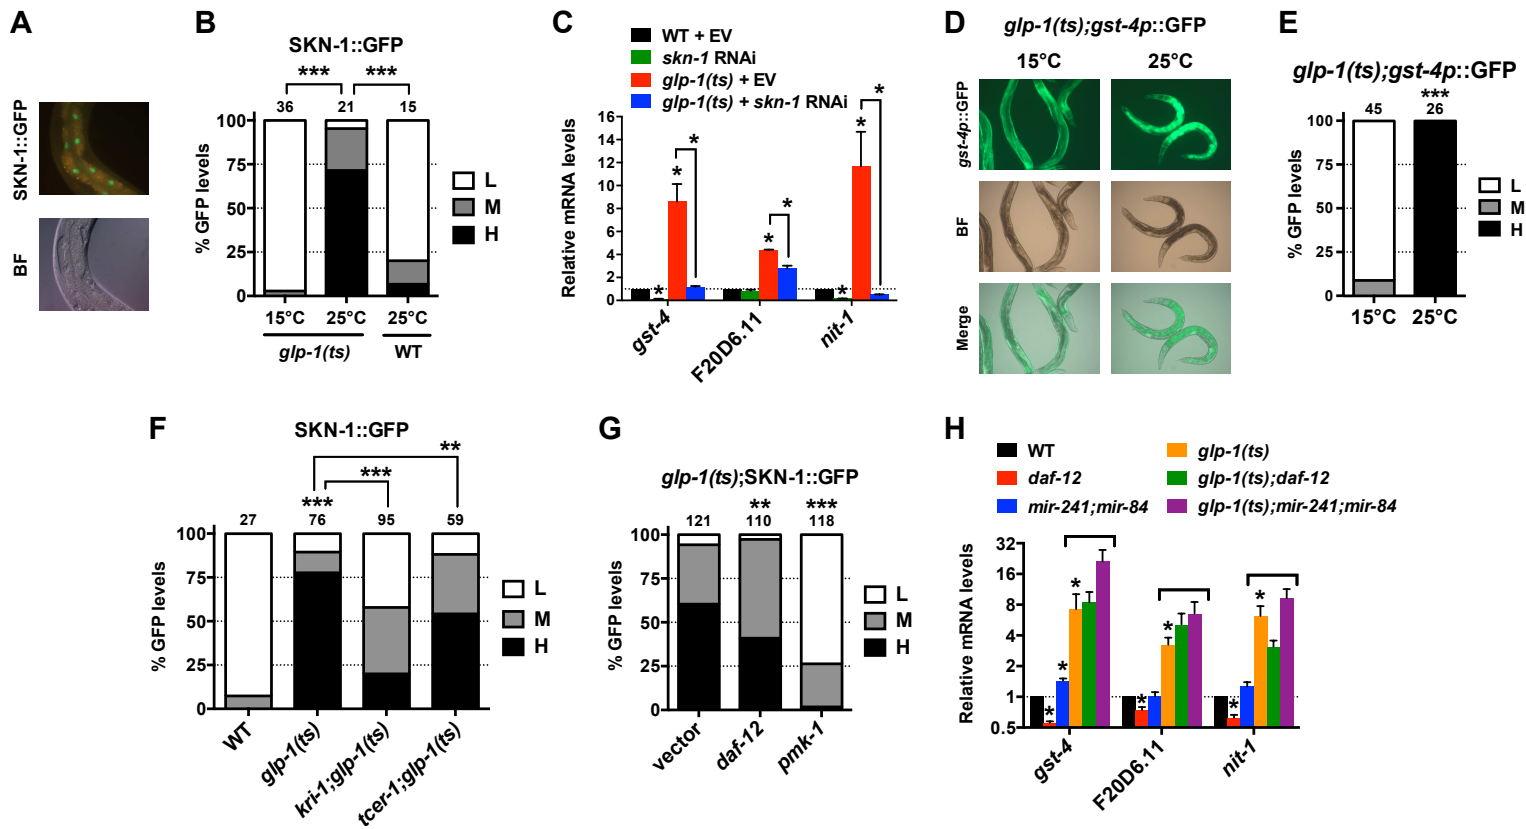 A
SKN-1::GFP
BF
B
SKN-1::GFP
*** ***
36 21 15
% GFP levels
100
75
50
25
0
L
M
H
15°C 25°C 25°C
glp-1(ts) WT
C
WT + EV
skn-1 RNAi
glp-1(ts) + EV
glp-1(ts) + skn-1 RNAi
Relative mRNA levels
16
14
12
10
8
6
4
2
0
* * * * * * * *
gst-4 F20D6.11 nit-1
D
glp-1(ts);gst-4p::GFP
15°C 25°C
gst-4p::GFP
BF
Merge
E
glp-1(ts);gst-4p::GFP
***
45 26
% GFP levels
100
75
50
25
0
L
M
H
15°C 25°C
F
SKN-1::GFP
**
***
***
27 76 95 59
% GFP levels
100
75
50
25
0
L
M
H
WT glp-1(ts) kri-1;glp-1(ts) tcer-1;glp-1(ts)
G
glp-1(ts);SKN-1::GFP
** ***
121 110 118
% GFP levels
100
75
50
25
0
L
M
H
vector daf-12 pmk-1
H
WT
daf-12
mir-241;mir-84
glp-1(ts)
glp-1(ts);daf-12
glp-1(ts);mir-241;mir-84
Relative mRNA levels
32
16
8
4
2
1
0.5
* * * * * * *
gst-4 F20D6.11 nit-1